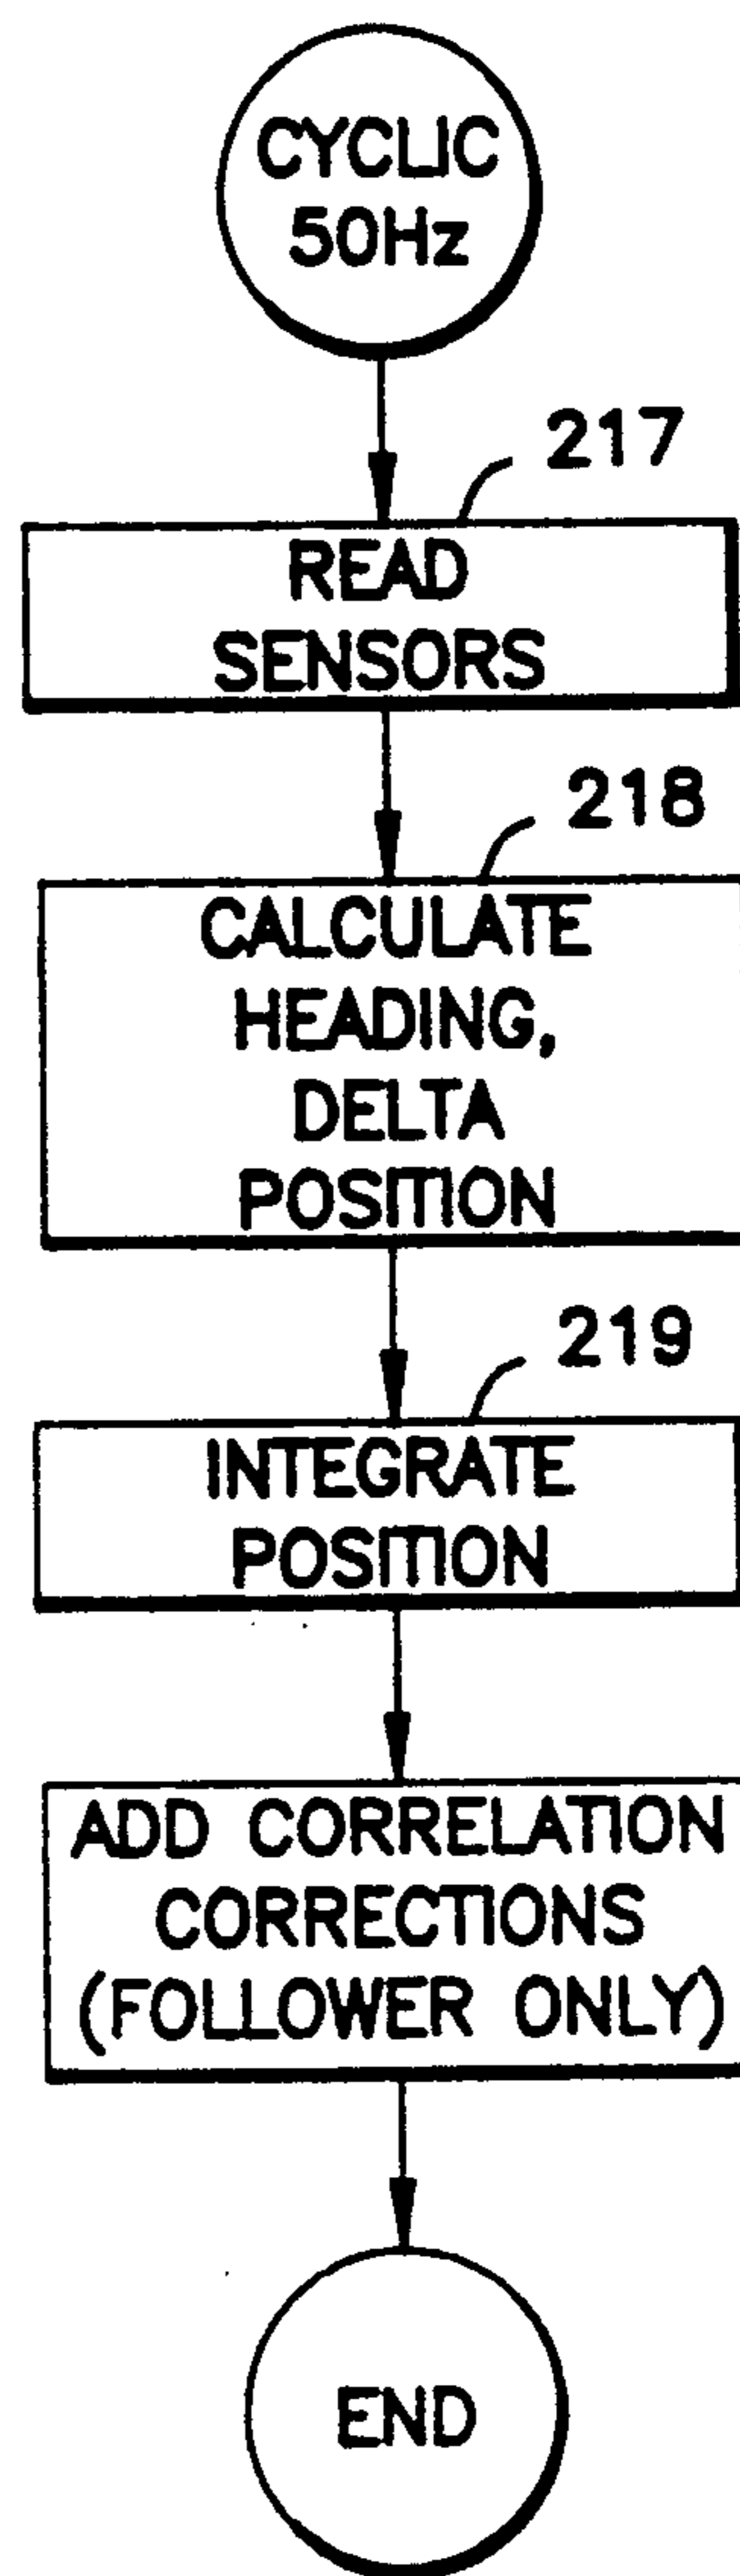 CYCLIC
50Hz
217
READ
SENSORS
218
CALCULATE
HEADING,
DELTA
POSITION
219
INTEGRATE
POSITION
ADD CORRELATION
CORRECTIONS
(FOLLOWER ONLY)
END